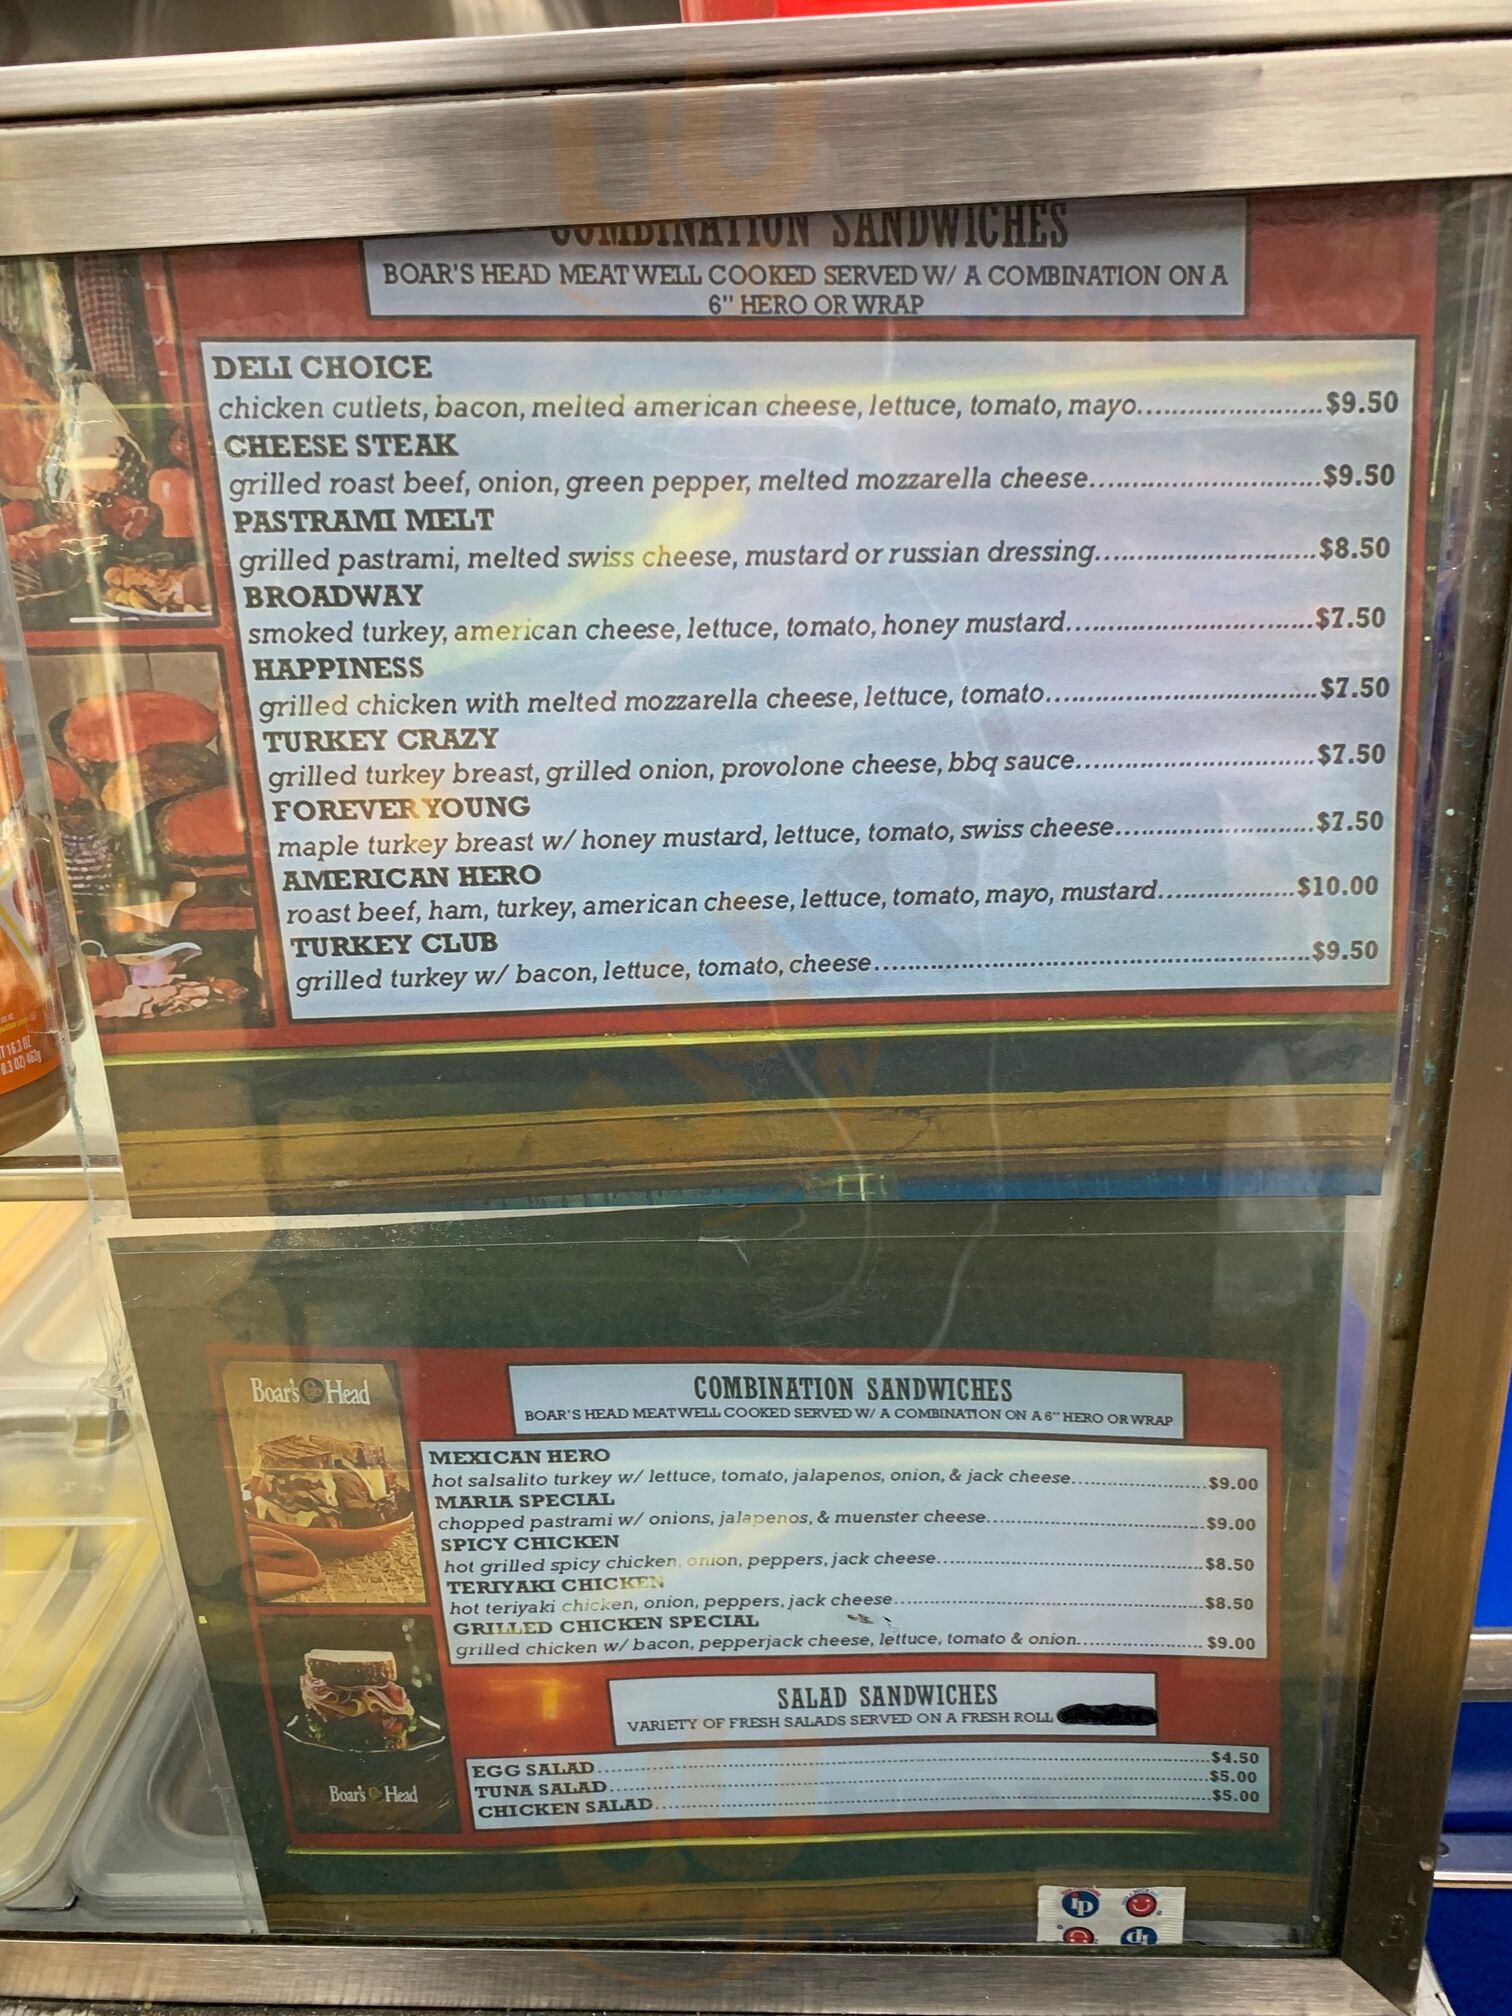 COMBINATION SANDWICHES
BOAR'S HEAD MEAT WELL COOKED SERVED W/ A COMBINATION ON A
6" HERO OR WRAP
DELI CHOICE
chicken cutlets, bacon, melted american cheese, lettuce, tomato, mayo.......................$9.50
CHEESE STEAK
grilled roast beef, onion, green pepper, melted mozzarella cheese.............................$9.50
PASTRAMI MELT
grilled pastrami, melted swiss cheese, mustard or russian dressing...........................$8.50
BROADWAY
smoked turkey, american cheese, lettuce, tomato, honey mustard..............................$7.50
HAPPINESS
grilled chicken with melted mozzarella cheese, lettuce, tomato.................................$7.50
TURKEY CRAZY
grilled turkey breast, grilled onion, provolone cheese, bbq sauce.............................$7.50
FOREVER YOUNG
maple turkey breast w/ honey mustard, lettuce, tomato, swiss cheese........................$7.50
AMERICAN HERO
roast beef, ham, turkey, american cheese, lettuce, tomato, mayo, mustard.................$10.00
TURKEY CLUB
grilled turkey w/ bacon, lettuce, tomato, cheese.....................................................$9.50
T 16.3 OZ
0.3 OZ) 462g
Boar's Head
COMBINATION SANDWICHES
BOAR'S HEAD MEAT WELL COOKED SERVED W/ A COMBINATION ON A 6" HERO OR WRAP
MEXICAN HERO
hot salsalito turkey w/ lettuce, tomato, jalapenos, onion, & jack cheese.......................$9.00
MARIA SPECIAL
chopped pastrami w/ onions, jalapenos, & muenster cheese.....................................$9.00
SPICY CHICKEN
hot grilled spicy chicken, onion, peppers, jack cheese.............................................$8.50
TERIYAKI CHICKEN
hot teriyaki chicken, onion, peppers, jack cheese....................................................$8.50
GRILLED CHICKEN SPECIAL
grilled chicken w/ bacon, pepperjack cheese, lettuce, tomato & onion......................$9.00
SALAD SANDWICHES
VARIETY OF FRESH SALADS SERVED ON A FRESH ROLL
EGG SALAD.....................................................................................................$4.50
TUNA SALAD...................................................................................................$5.00
CHICKEN SALAD..............................................................................................$5.00
Boar's Head